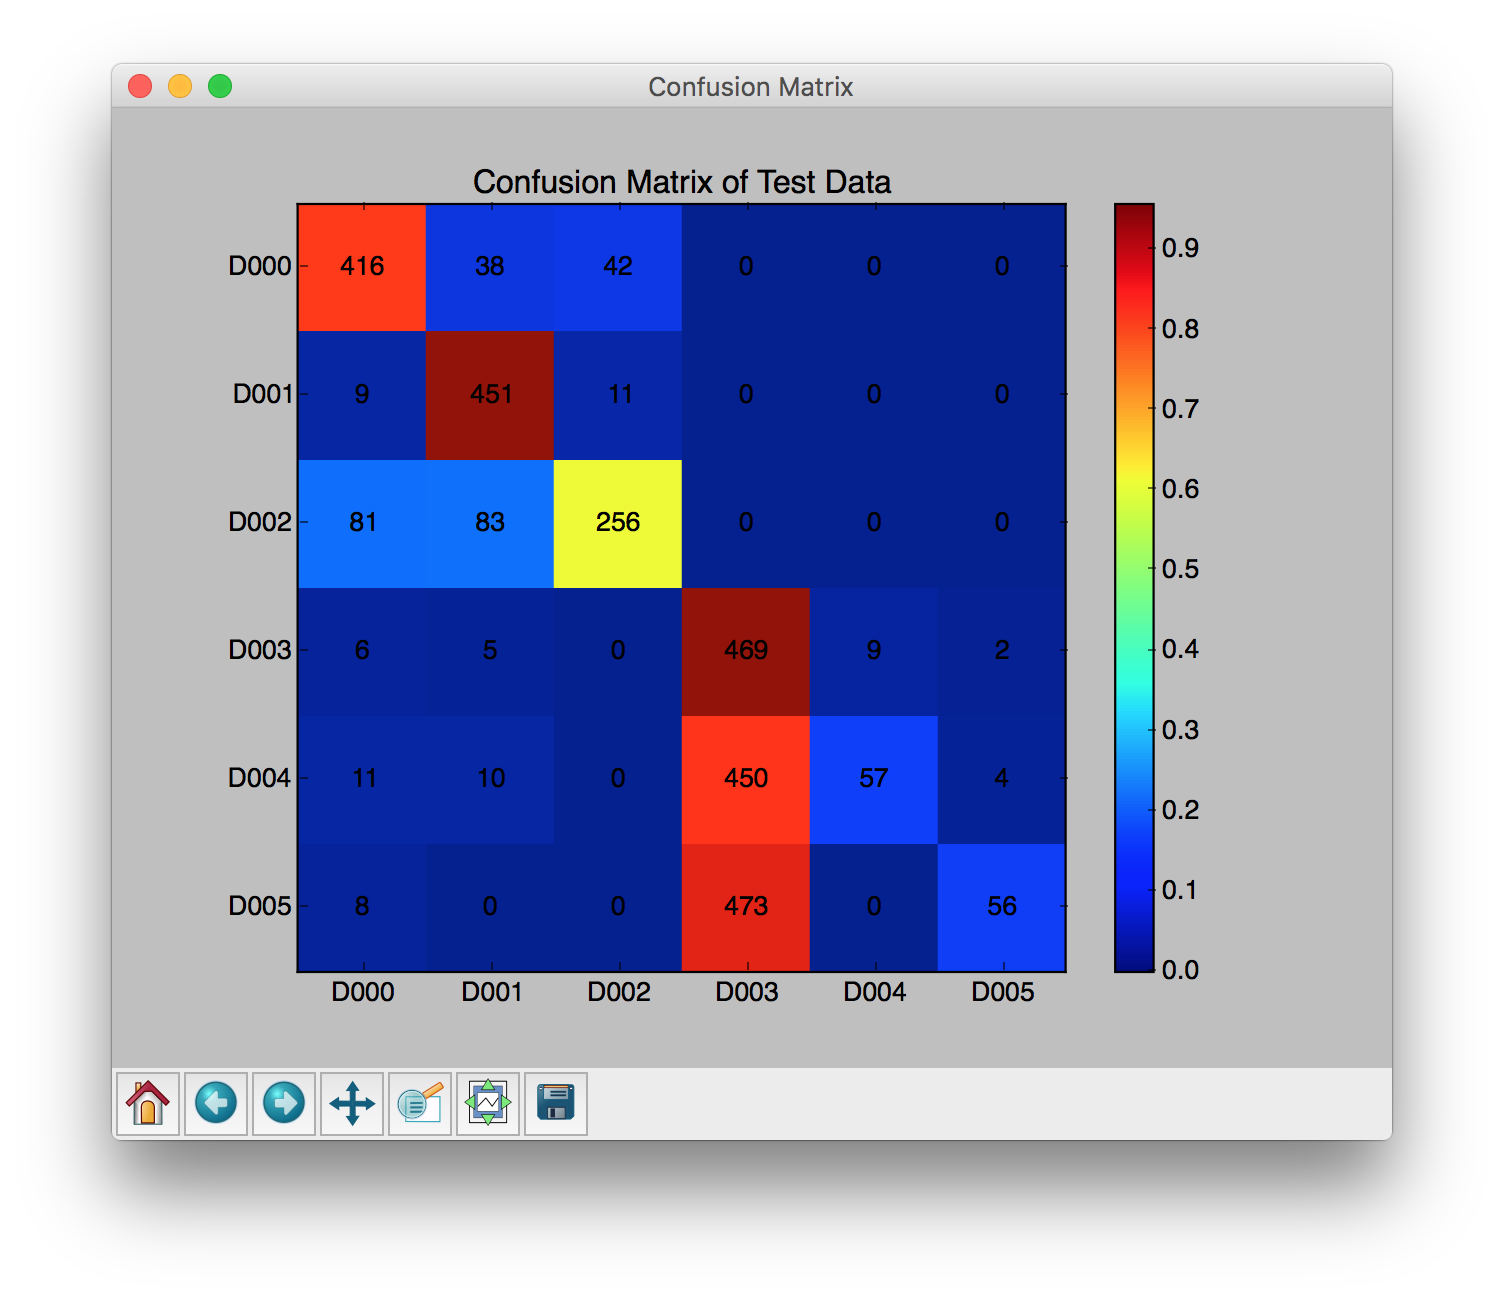 Confusion Matrix
Confusion Matrix of Test Data
D000 416 38 42 0 0 0
D001 9 451 11 0 0 0
D002 81 83 256 0 0 0
D003 6 5 0 469 9 2
D004 11 10 0 450 57 4
D005 8 0 0 473 0 56
D000 D001 D002 D003 D004 D005
0.9
0.8
0.7
0.6
0.5
0.4
0.3
0.2
0.1
0.0